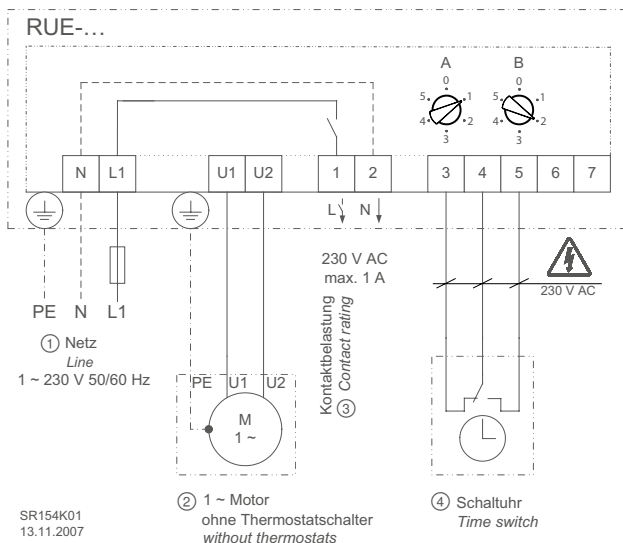 RUE-...
A B
0 0
5 1 5 1
4 2 4 2
3 3
N L1 U1 U2 1 2 3 4 5 6 7
L N
230 V AC
max. 1 A
230 V AC
PE N L1
1 Netz
Line
1 ~ 230 V 50/60 Hz
Kontaktbelastung
3 Contact rating
PE U1 U2
M
1 ~
2 1 ~ Motor
ohne Thermostatschalter
without thermostats
4 Schaltuhr
Time switch
SR154K01
13.11.2007